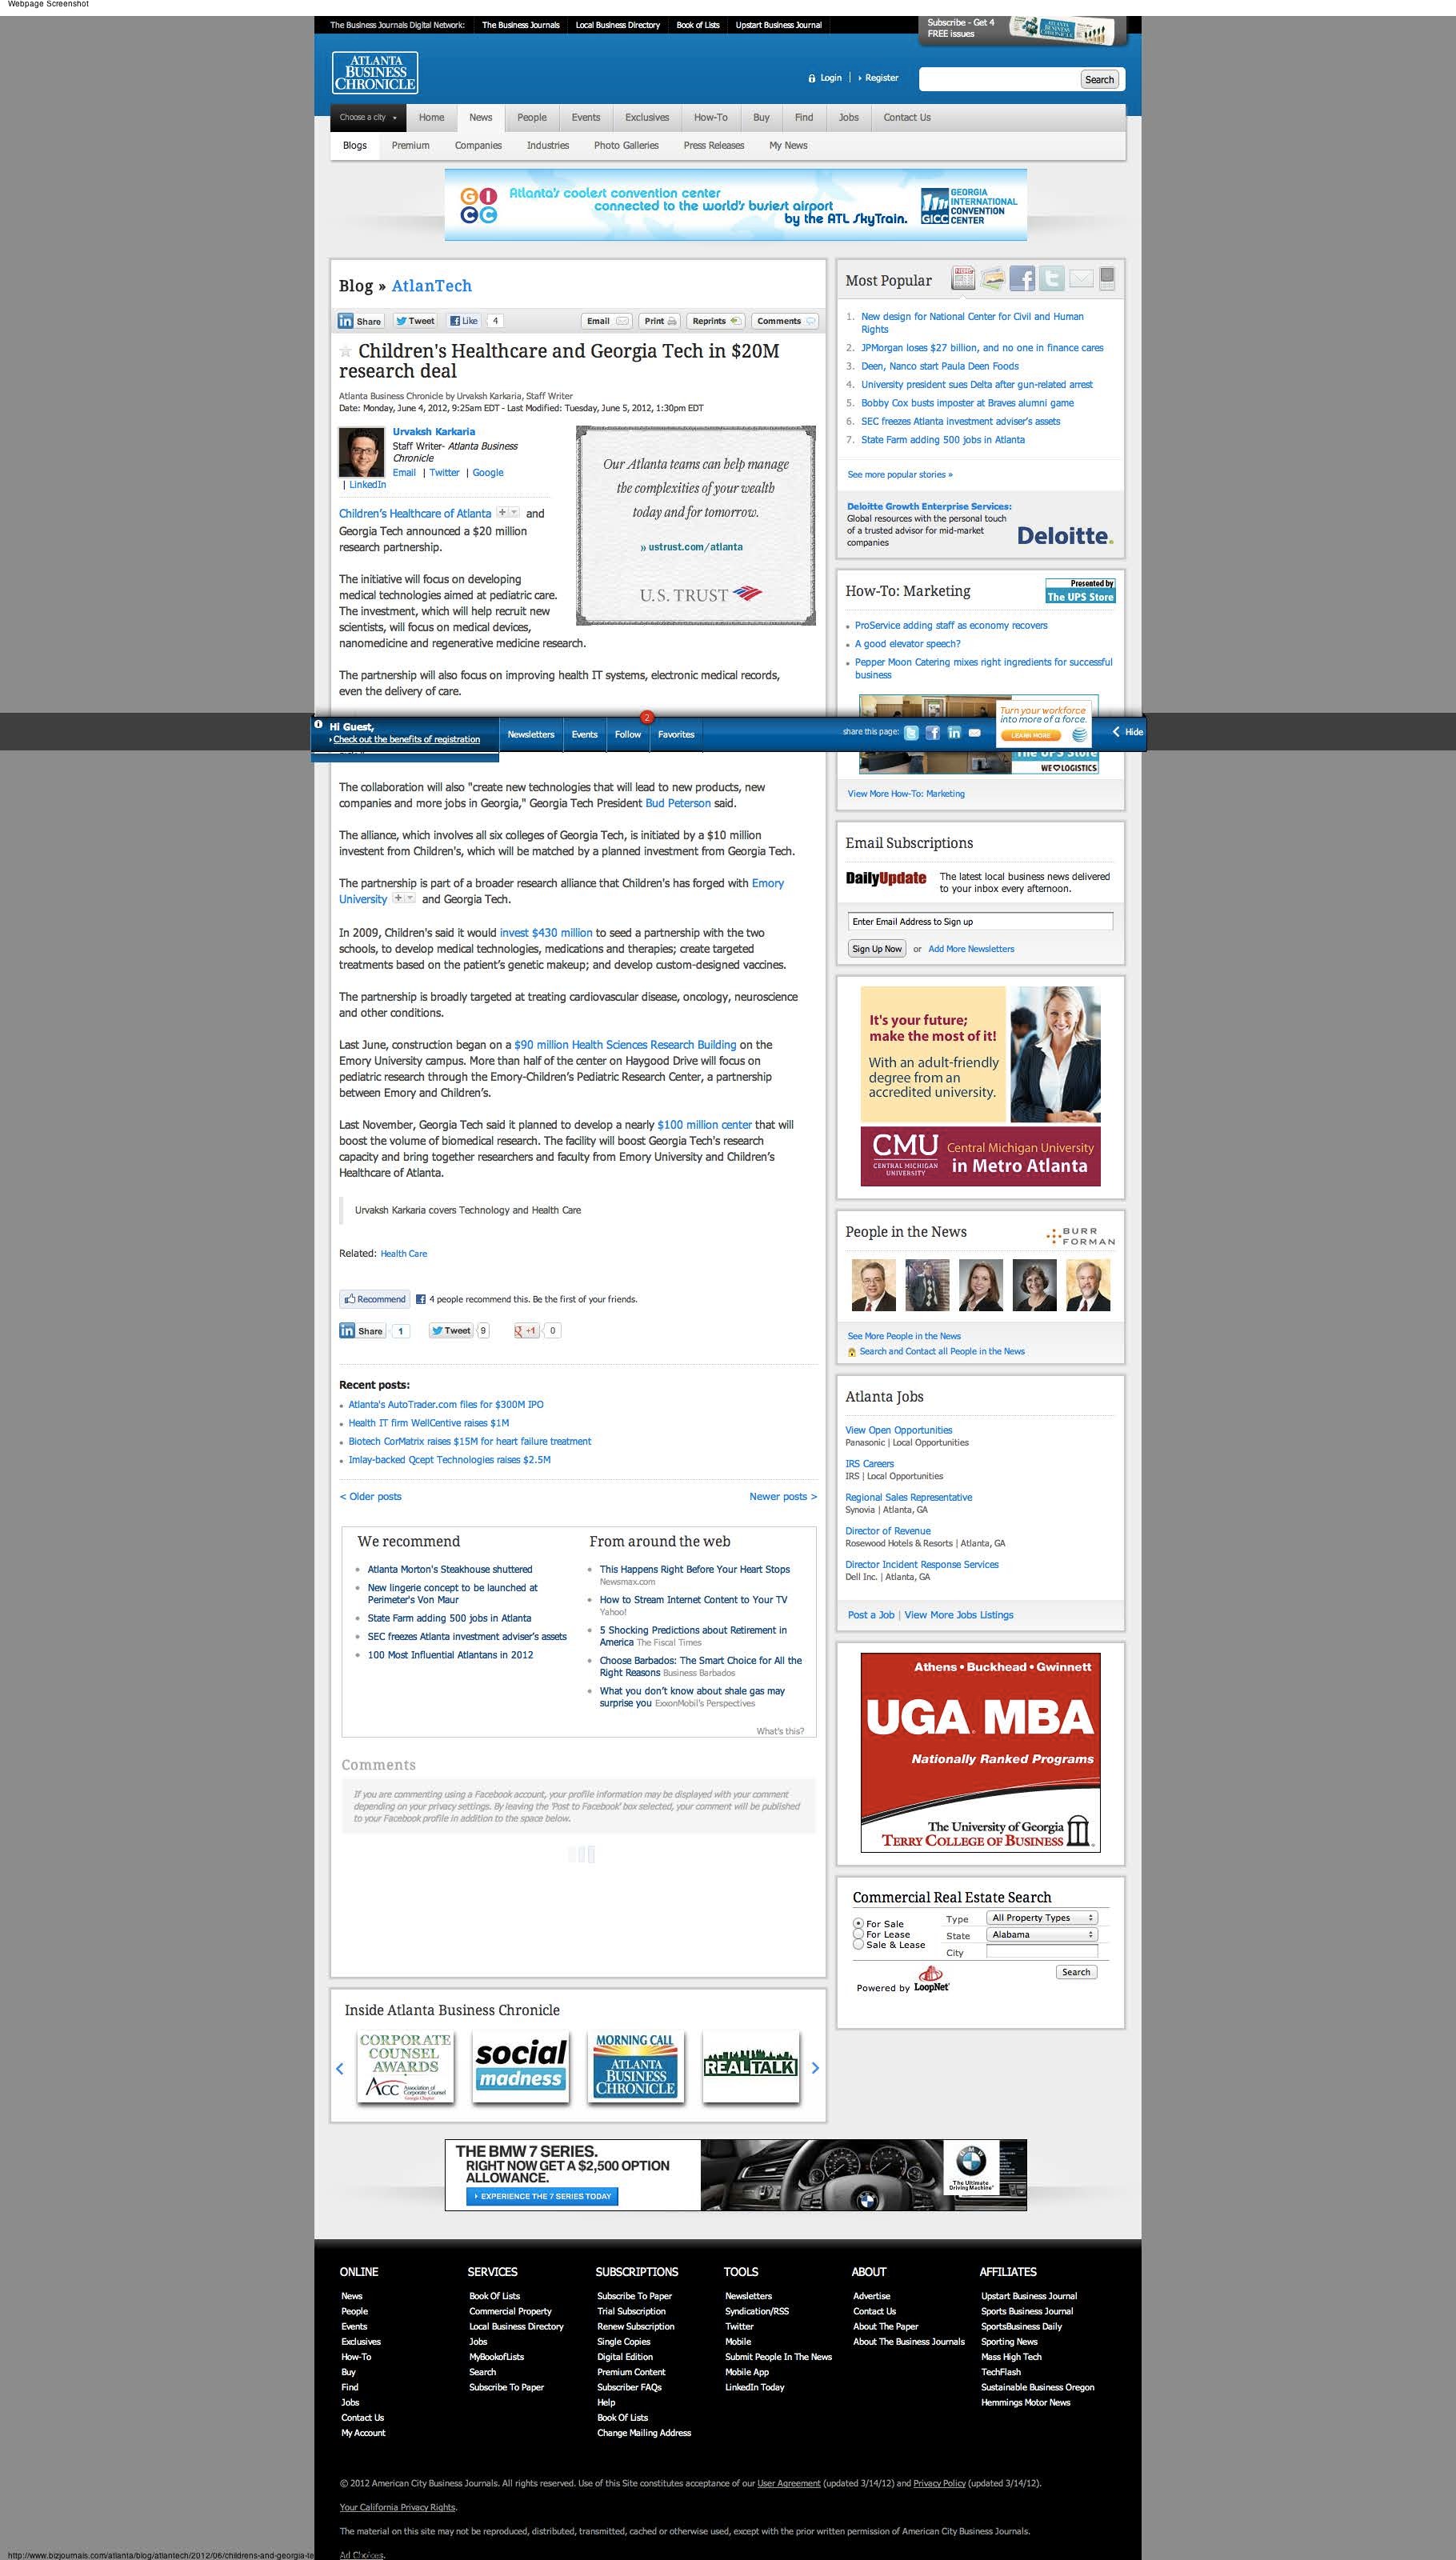 Webpage Screenshot
The Business Journals Digital Network:
The Business Journals
Local Business Directory
Book of Lists
Upstart Business Journal
Subscribe - Get 4
FREE issues
ATLANTA
BUSINESS
CHRONICLE
Login
Register
Search
Choose a city
Home
News
People
Events
Exclusives
How-To
Buy
Find
Jobs
Contact Us
Blogs
Premium
Companies
Industries
Photo Galleries
Press Releases
My News
GICC
Atlanta's coolest convention center
connected to the world's busiest airport
by the ATL SkyTrain.
GICC
GEORGIA
INTERNATIONAL
CONVENTION
CENTER
Blog » AtlanTech
Share
Tweet
Like
4
Email
Print
Reprints
Comments
Children's Healthcare and Georgia Tech in $20M
research deal
Atlanta Business Chronicle by Urvaksh Karkaria, Staff Writer
Date: Monday, June 4, 2012, 9:25am EDT - Last Modified: Tuesday, June 5, 2012, 1:30pm EDT
Urvaksh Karkaria
Staff Writer- Atlanta Business
Chronicle
Email | Twitter | Google
| LinkedIn
Our Atlanta teams can help manage
the complexities of your wealth
today and for tomorrow.
» ustrust.com/atlanta
U.S. TRUST
Children's Healthcare of Atlanta and
Georgia Tech announced a $20 million
research partnership.
The initiative will focus on developing
medical technologies aimed at pediatric care.
The investment, which will help recruit new
scientists, will focus on medical devices,
nanomedicine and regenerative medicine research.
The partnership will also focus on improving health IT systems, electronic medical records,
even the delivery of care.
Hi Guest,
Check out the benefits of registration
Newsletters
Events
Follow
2
Favorites
share this page:
Turn your workforce
into more of a force.
LEARN MORE
Hide
The collaboration will also "create new technologies that will lead to new products, new
companies and more jobs in Georgia," Georgia Tech President Bud Peterson said.
The alliance, which involves all six colleges of Georgia Tech, is initiated by a $10 million
investent from Children's, which will be matched by a planned investment from Georgia Tech.
The partnership is part of a broader research alliance that Children's has forged with Emory
University and Georgia Tech.
In 2009, Children's said it would invest $430 million to seed a partnership with the two
schools, to develop medical technologies, medications and therapies; create targeted
treatments based on the patient's genetic makeup; and develop custom-designed vaccines.
The partnership is broadly targeted at treating cardiovascular disease, oncology, neuroscience
and other conditions.
Last June, construction began on a $90 million Health Sciences Research Building on the
Emory University campus. More than half of the center on Haygood Drive will focus on
pediatric research through the Emory-Children's Pediatric Research Center, a partnership
between Emory and Children's.
Last November, Georgia Tech said it planned to develop a nearly $100 million center that will
boost the volume of biomedical research. The facility will boost Georgia Tech's research
capacity and bring together researchers and faculty from Emory University and Children's
Healthcare of Atlanta.
Urvaksh Karkaria covers Technology and Health Care
Related: Health Care
Recommend
4 people recommend this. Be the first of your friends.
Share
1
Tweet
9
+1
0
Recent posts:
Atlanta's AutoTrader.com files for $300M IPO
Health IT firm WellCentive raises $1M
Biotech CorMatrix raises $15M for heart failure treatment
Imlay-backed Qcept Technologies raises $2.5M
< Older posts
Newer posts >
We recommend
Atlanta Morton's Steakhouse shuttered
New lingerie concept to be launched at
Perimeter's Von Maur
State Farm adding 500 jobs in Atlanta
SEC freezes Atlanta investment adviser's assets
100 Most Influential Atlantans in 2012
From around the web
This Happens Right Before Your Heart Stops
Newsmax.com
How to Stream Internet Content to Your TV
Yahoo!
5 Shocking Predictions about Retirement in
America The Fiscal Times
Choose Barbados: The Smart Choice for All the
Right Reasons Business Barbados
What you don't know about shale gas may
surprise you ExxonMobil's Perspectives
What's this?
Comments
If you are commenting using a Facebook account, your profile information may be displayed with your comment
depending on your privacy settings. By leaving the 'Post to Facebook' box selected, your comment will be published
to your Facebook profile in addition to the space below.
Inside Atlanta Business Chronicle
CORPORATE
COUNSEL
AWARDS
ACC Association of
Corporate Counsel
Georgia Chapter
social
madness
MORNING CALL
ATLANTA
BUSINESS
CHRONICLE
REALTALK
Most Popular
1. New design for National Center for Civil and Human
Rights
2. JPMorgan loses $27 billion, and no one in finance cares
3. Deen, Nanco start Paula Deen Foods
4. University president sues Delta after gun-related arrest
5. Bobby Cox busts imposter at Braves alumni game
6. SEC freezes Atlanta investment adviser's assets
7. State Farm adding 500 jobs in Atlanta
See more popular stories »
Deloitte Growth Enterprise Services:
Global resources with the personal touch
of a trusted advisor for mid-market
companies
Deloitte.
How-To: Marketing
Presented by
The UPS Store
ProService adding staff as economy recovers
A good elevator speech?
Pepper Moon Catering mixes right ingredients for successful
business
The UPS Store
WE LOGISTICS
View More How-To: Marketing
Email Subscriptions
DailyUpdate
The latest local business news delivered
to your inbox every afternoon.
Enter Email Address to Sign up
Sign Up Now or Add More Newsletters
It's your future;
make the most of it!
With an adult-friendly
degree from an
accredited university.
CMU
CENTRAL MICHIGAN
UNIVERSITY
Central Michigan University
in Metro Atlanta
People in the News
BURR
FORMAN
See More People in the News
Search and Contact all People in the News
Atlanta Jobs
View Open Opportunities
Panasonic | Local Opportunities
IRS Careers
IRS | Local Opportunities
Regional Sales Representative
Synovia | Atlanta, GA
Director of Revenue
Rosewood Hotels & Resorts | Atlanta, GA
Director Incident Response Services
Dell Inc. | Atlanta, GA
Post a Job | View More Jobs Listings
Athens • Buckhead • Gwinnett
UGA MBA
Nationally Ranked Programs
The University of Georgia
TERRY COLLEGE OF BUSINESS
Commercial Real Estate Search
For Sale
For Lease
Sale & Lease
Type All Property Types
State Alabama
City
Search
Powered by LoopNet
THE BMW 7 SERIES.
RIGHT NOW GET A $2,500 OPTION
ALLOWANCE.
EXPERIENCE THE 7 SERIES TODAY
The Ultimate
Driving Machine
ONLINE
News
People
Events
Exclusives
How-To
Buy
Find
Jobs
Contact Us
My Account
SERVICES
Book Of Lists
Commercial Property
Local Business Directory
Jobs
MyBookofLists
Search
Subscribe To Paper
SUBSCRIPTIONS
Subscribe To Paper
Trial Subscription
Renew Subscription
Single Copies
Digital Edition
Premium Content
Subscriber FAQs
Help
Book Of Lists
Change Mailing Address
TOOLS
Newsletters
Syndication/RSS
Twitter
Mobile
Submit People In The News
Mobile App
LinkedIn Today
ABOUT
Advertise
Contact Us
About The Paper
About The Business Journals
AFFILIATES
Upstart Business Journal
Sports Business Journal
SportsBusiness Daily
Sporting News
Mass High Tech
TechFlash
Sustainable Business Oregon
Hemmings Motor News
© 2012 American City Business Journals. All rights reserved. Use of this Site constitutes acceptance of our User Agreement (updated 3/14/12) and Privacy Policy (updated 3/14/12).
Your California Privacy Rights.
The material on this site may not be reproduced, distributed, transmitted, cached or otherwise used, except with the prior written permission of American City Business Journals.
Ad Choices.
http://www.bizjournals.com/atlanta/blog/atlantech/2012/06/childrens-and-georgia-te